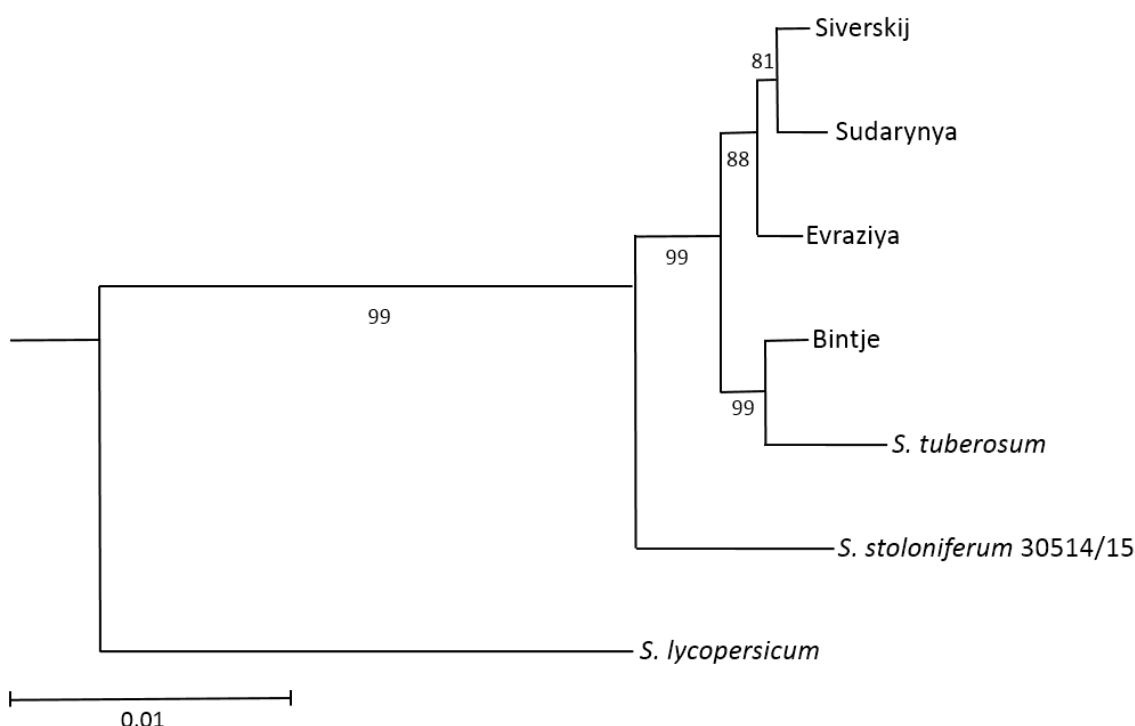 Siverskij
81
Sudarynya
88
Evraziya
99
99
Bintje
99
S. tuberosum
S. stoloniferum 30514/15
S. lycopersicum
0.01